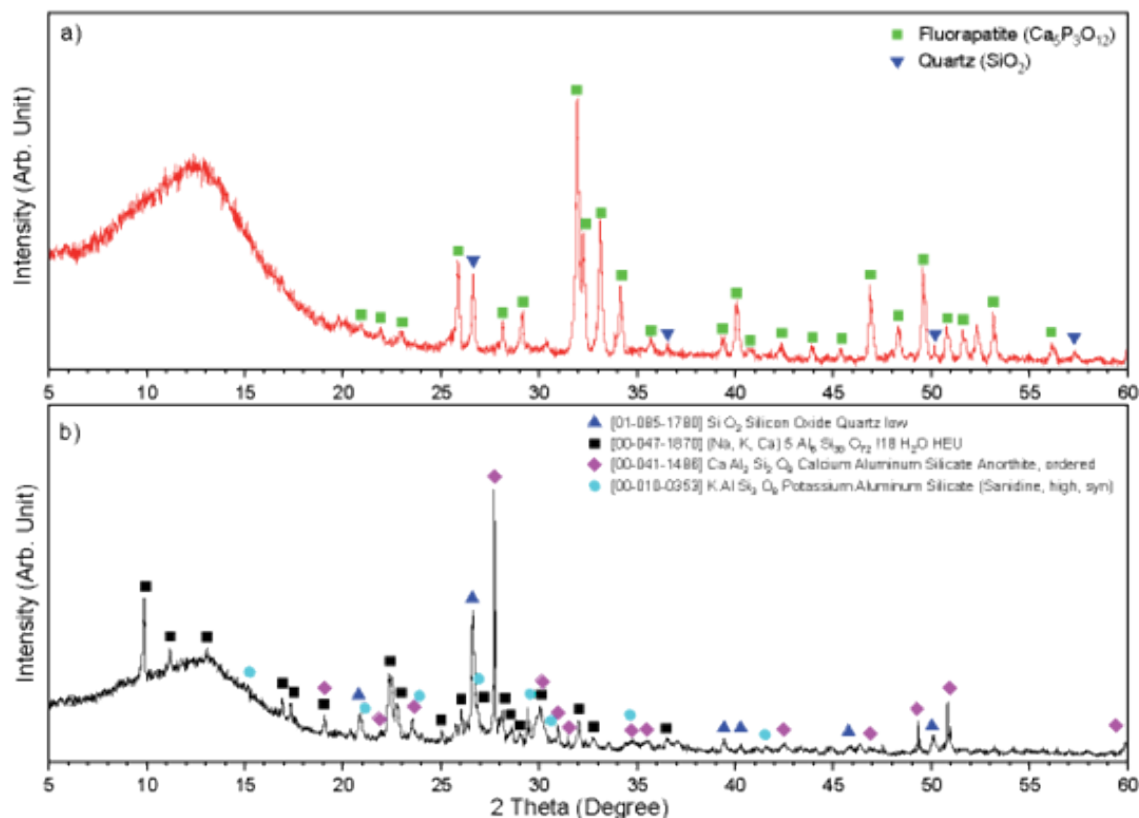 a)
Fluorapatite (Ca₅P₃O₁₂)
Quartz (SiO₂)
Intensity (Arb. Unit)
5 10 15 20 25 30 35 40 45 50 55 60
b)
[01-085-1780] Si O₂ Silicon Oxide Quartz low
[00-047-1870] (Na, K, Ca) 5 Al₆ Si₃₀ O₇₂ !18 H₂O HEU
[00-041-1486] Ca Al₂ Si₂ O₈ Calcium Aluminum Silicate Anorthite, ordered
[00-010-0353] K Al Si₃ O₈ Potassium Aluminum Silicate (Sanidine, high, syn)
Intensity (Arb. Unit)
5 10 15 20 25 30 35 40 45 50 55 60
2 Theta (Degree)